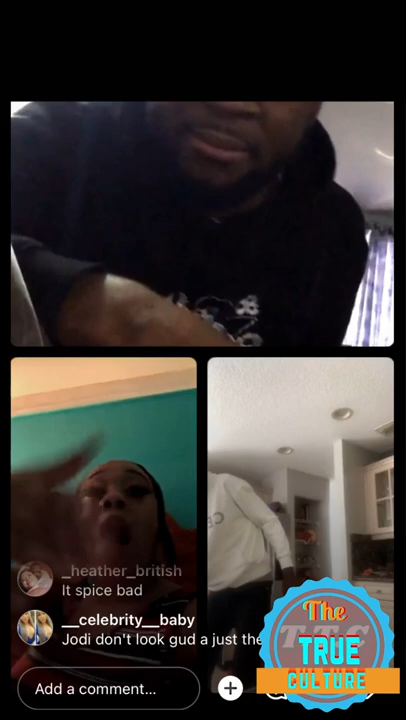 _heather_british
It spice bad
__celebrity__baby
Jodi don't look gud a just the
Add a comment...
The
TRUE
CULTURE